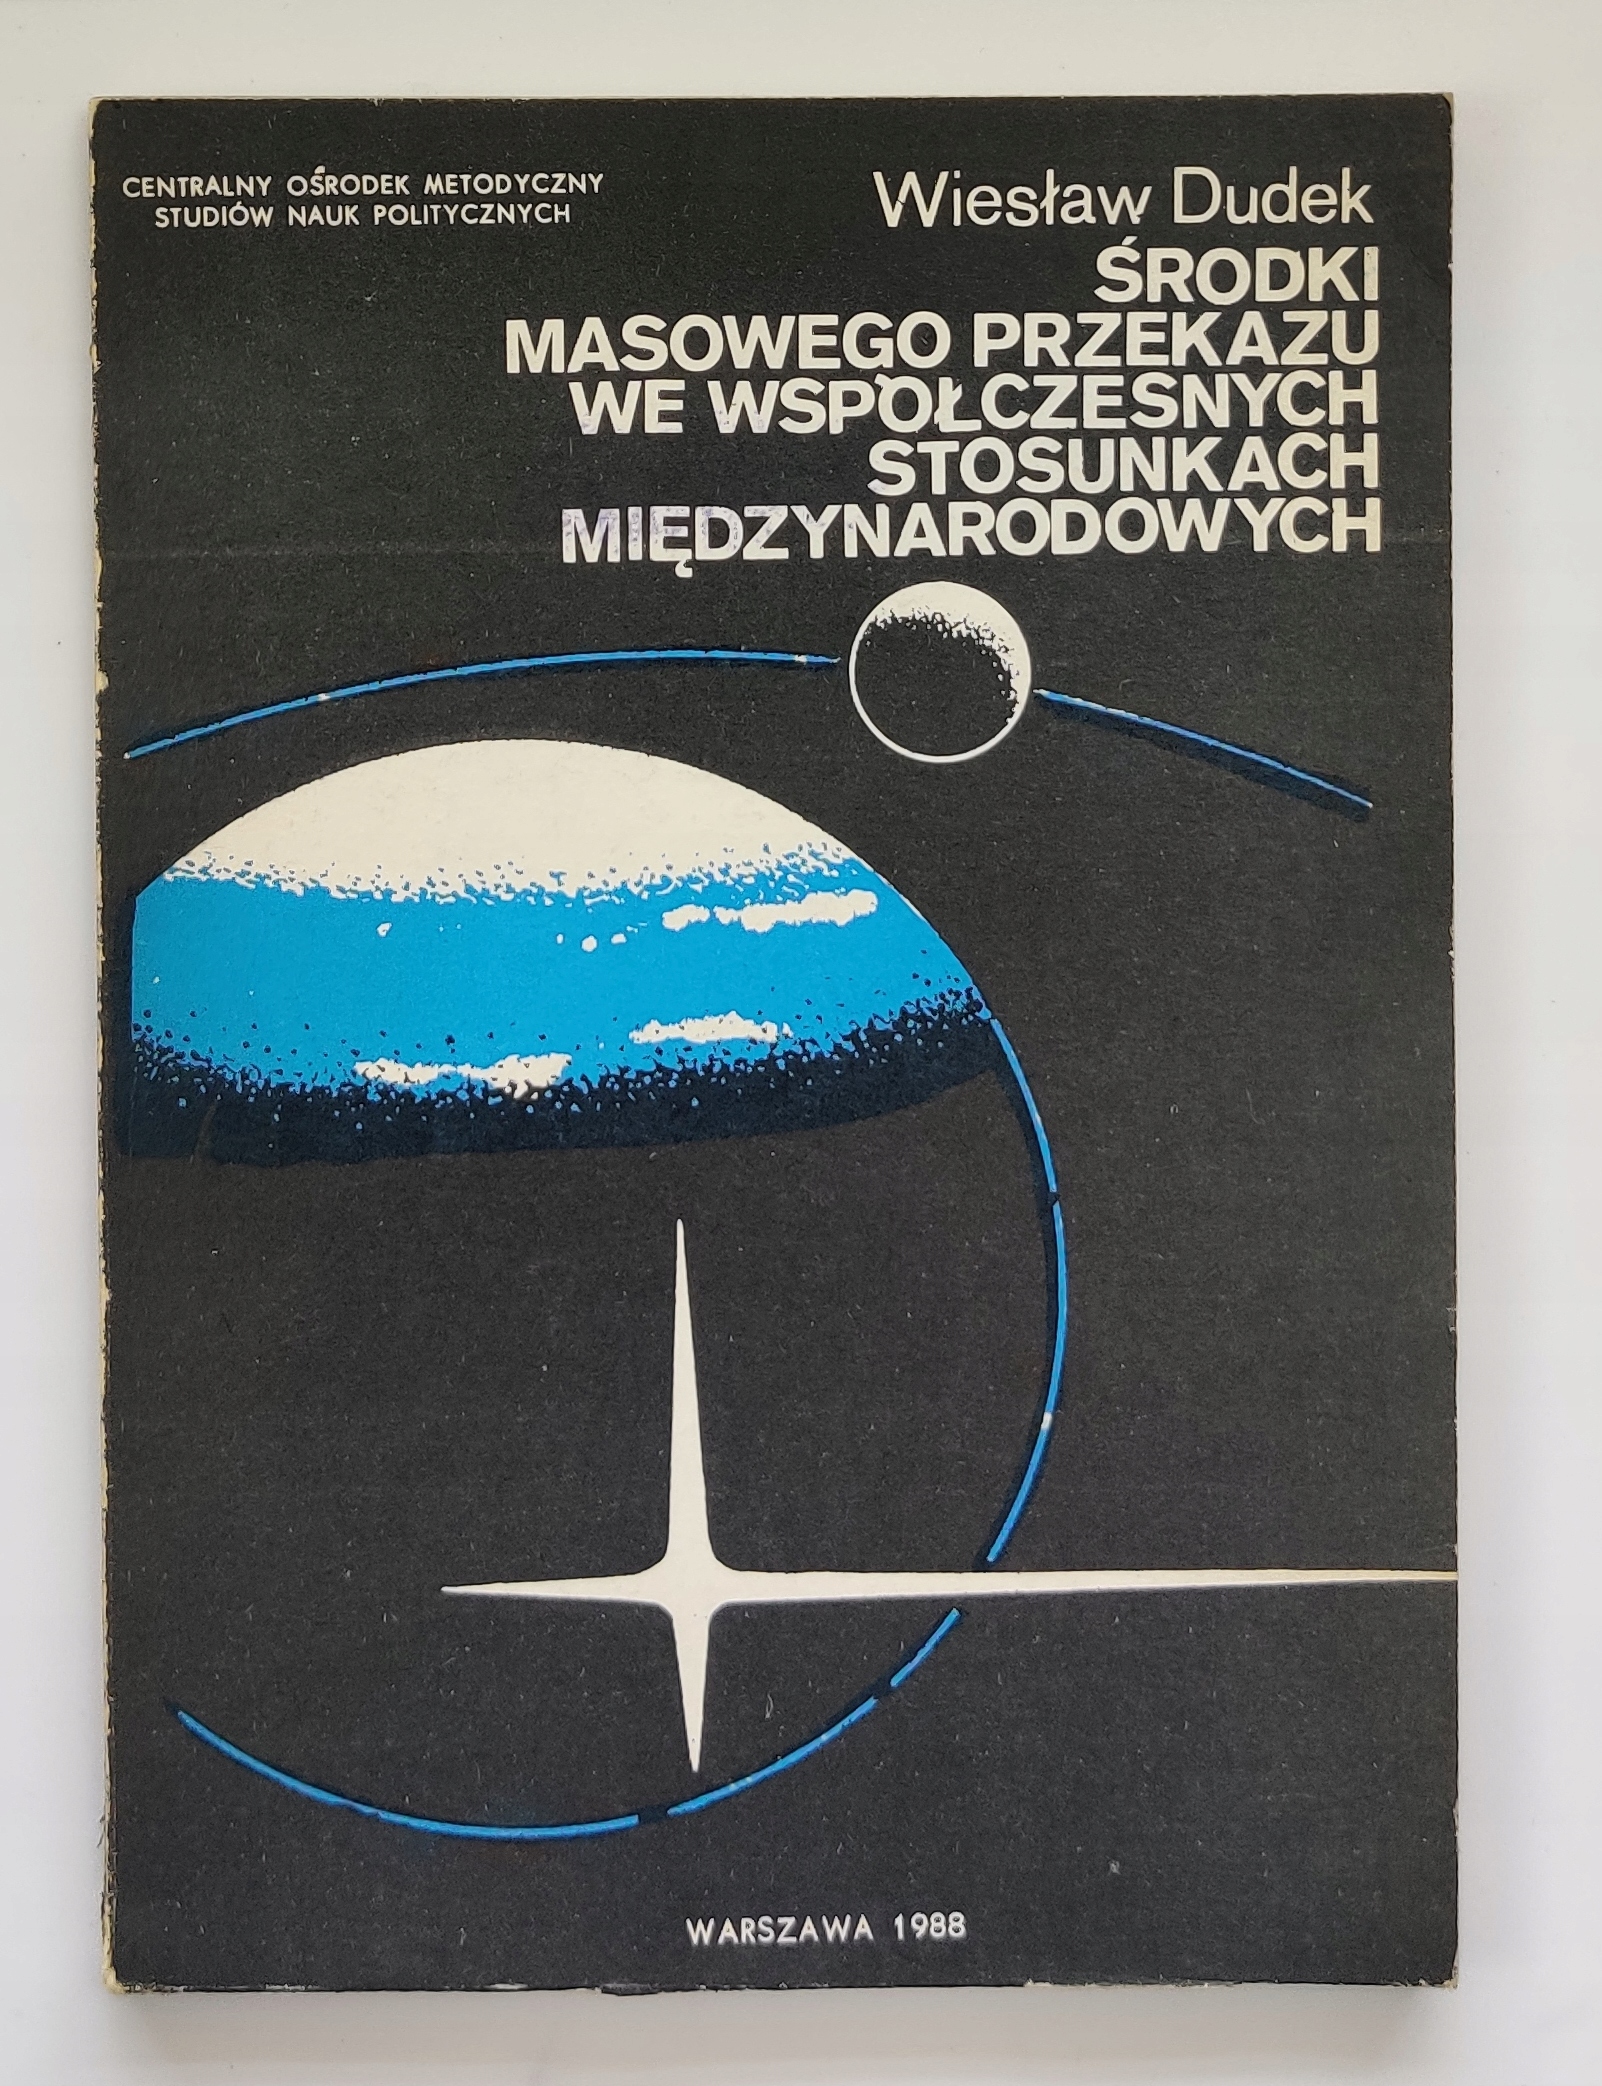 CENTRALNY OŚRODEK METODYCZNY
STUDIÓW NAUK POLITYCZNYCH
Wiesław Dudek
ŚRODKI
MASOWEGO PRZEKAZU
WE WSPÓŁCZESNYCH
STOSUNKACH
MIĘDZYNARODOWYCH
WARSZAWA 1988